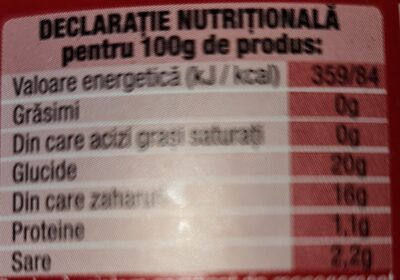 DECLARAȚIE NUTRIȚIONALĂ
pentru 100g de produs:
Valoare energetică (kJ / kcal) 359/84
Grăsimi 0g
Din care acizi grași saturați 0g
Glucide 20g
Din care zaharuri 16g
Proteine 1,1g
Sare 2,2g